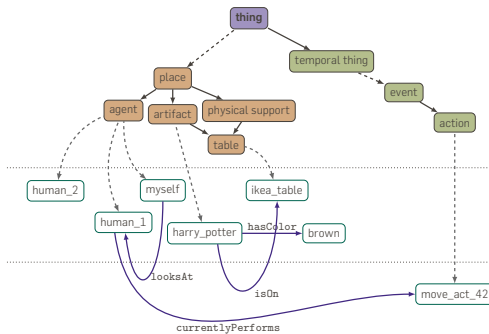 thing
temporal thing
place
event
agent
artifact
physical support
action
table
human_2
myself
ikea_table
human_1
harry_potter
hasColor
brown
looksAt
isOn
move_act_42
currentlyPerforms